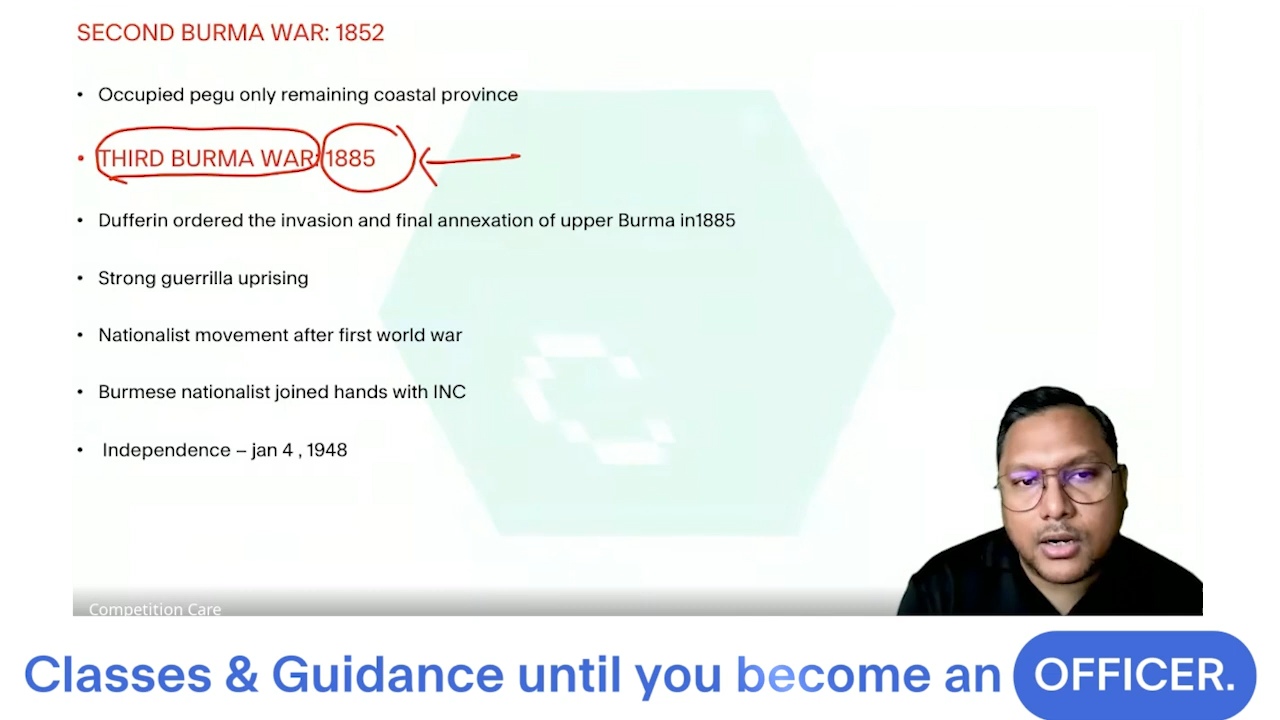 SECOND BURMA WAR: 1852
• Occupied pegu only remaining coastal province
• THIRD BURMA WAR: 1885
• Dufferin ordered the invasion and final annexation of upper Burma in1885
• Strong guerrilla uprising
• Nationalist movement after first world war
• Burmese nationalist joined hands with INC
• Independence – jan 4 , 1948
Competition Care
Classes & Guidance until you become an OFFICER.